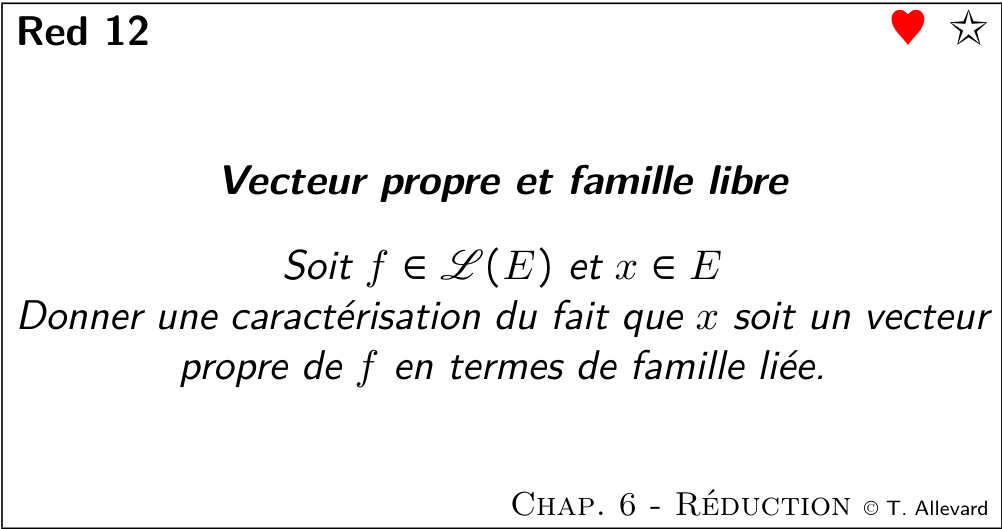 Red 12
Vecteur propre et famille libre
Soit f ∈ ℒ(E) et x ∈ E
Donner une caractérisation du fait que x soit un vecteur
propre de f en termes de famille liée.
Chap. 6 - Réduction © T. Allevard